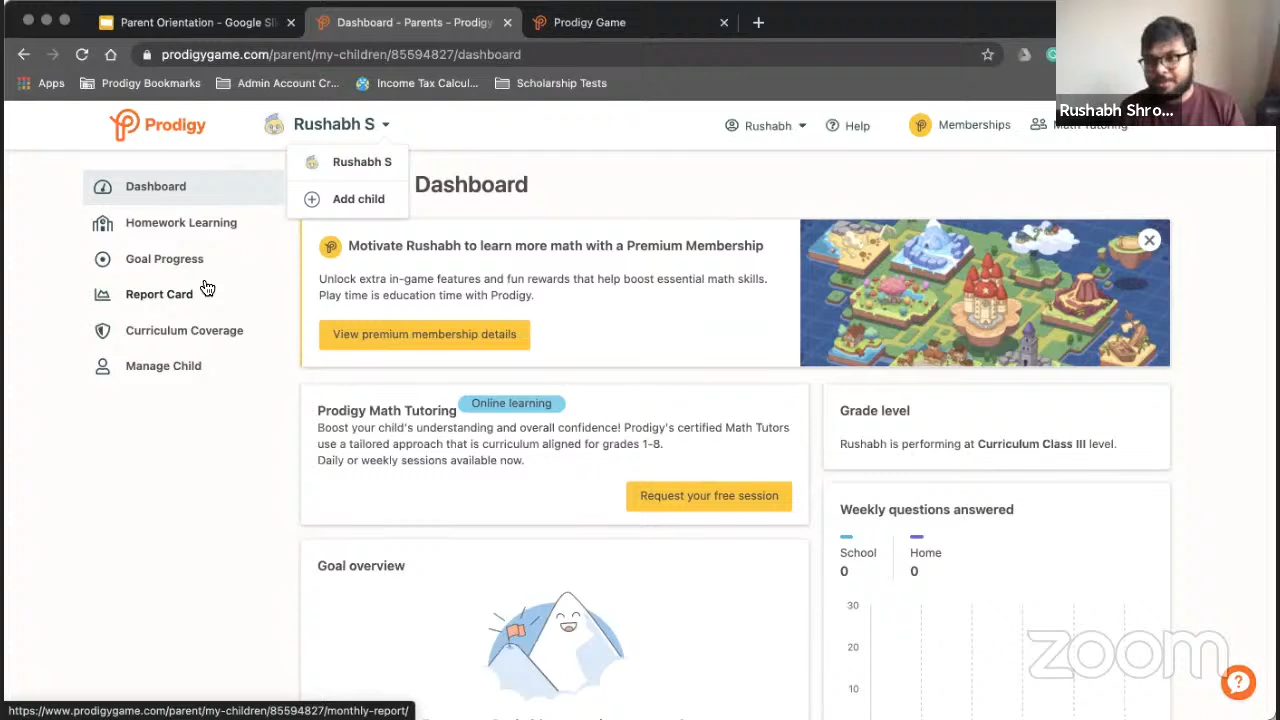 Parent Orientation - Google Sli
Dashboard - Parents - Prodigy
Prodigy Game
prodigygame.com/parent/my-children/85594827/dashboard
Apps
Prodigy Bookmarks
Admin Account Cr...
Income Tax Calcul...
Scholarship Tests
Rushabh Shro...
Prodigy
Rushabh S
Rushabh
Help
Memberships
Math Tutoring
Rushabh S
Add child
Dashboard
Homework Learning
Goal Progress
Report Card
Curriculum Coverage
Manage Child
Dashboard
Motivate Rushabh to learn more math with a Premium Membership
Unlock extra in-game features and fun rewards that help boost essential math skills.
Play time is education time with Prodigy.
View premium membership details
Prodigy Math Tutoring
Online learning
Boost your child's understanding and overall confidence! Prodigy's certified Math Tutors
use a tailored approach that is curriculum aligned for grades 1-8.
Daily or weekly sessions available now.
Request your free session
Grade level
Rushabh is performing at Curriculum Class III level.
Weekly questions answered
School
Home
0
0
30
20
10
Goal overview
zoom
https://www.prodigygame.com/parent/my-children/85594827/monthly-report/